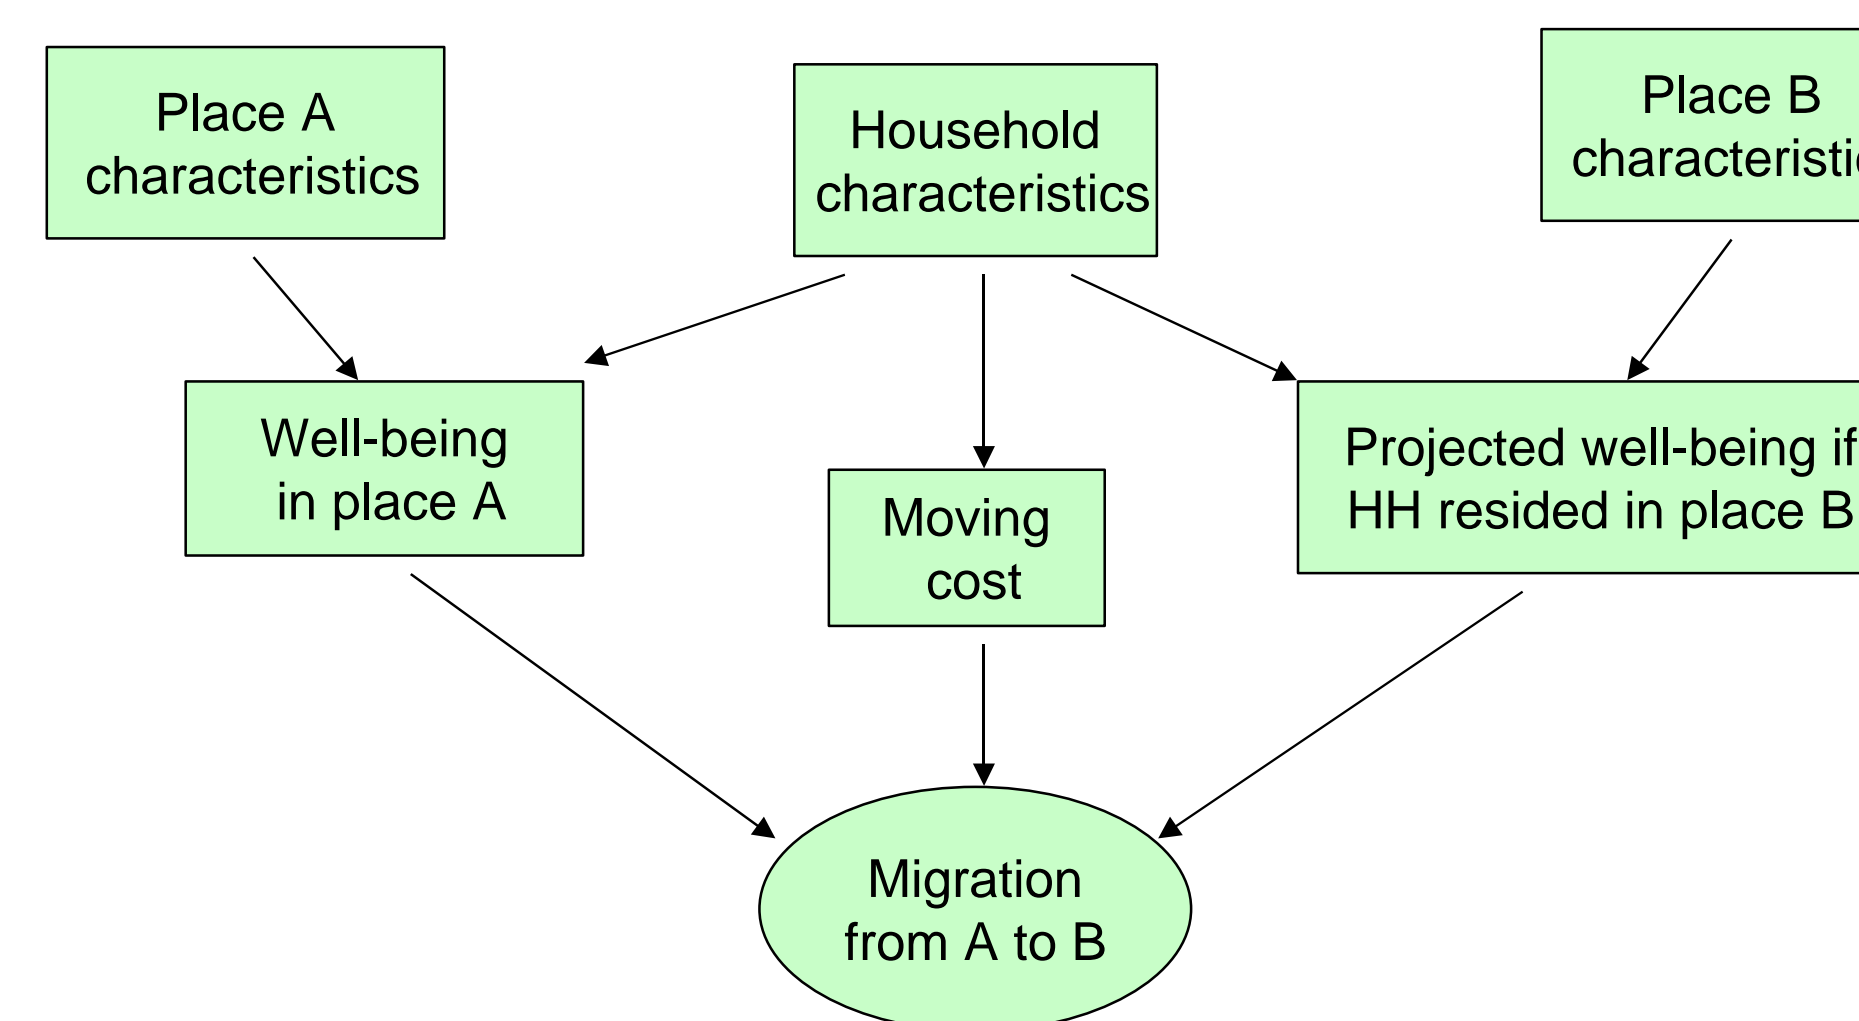 Place A
characteristics
Household
characteristics
Place B
Well-being
in place A
Moving
cost
Projected well-being if
HH resided in place B
Migration
from A to B